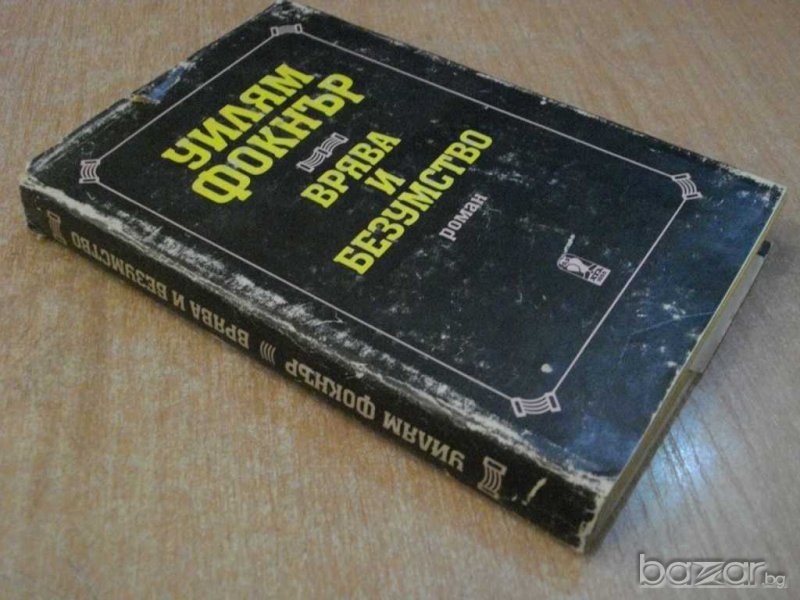 УИЛЯМ
ФОКНЪР
ВРЯВА
И
БЕЗУМСТВО
роман
УИЛЯМ ФОКНЪР ВРЯВА И БЕЗУМСТВО
bazar.bg